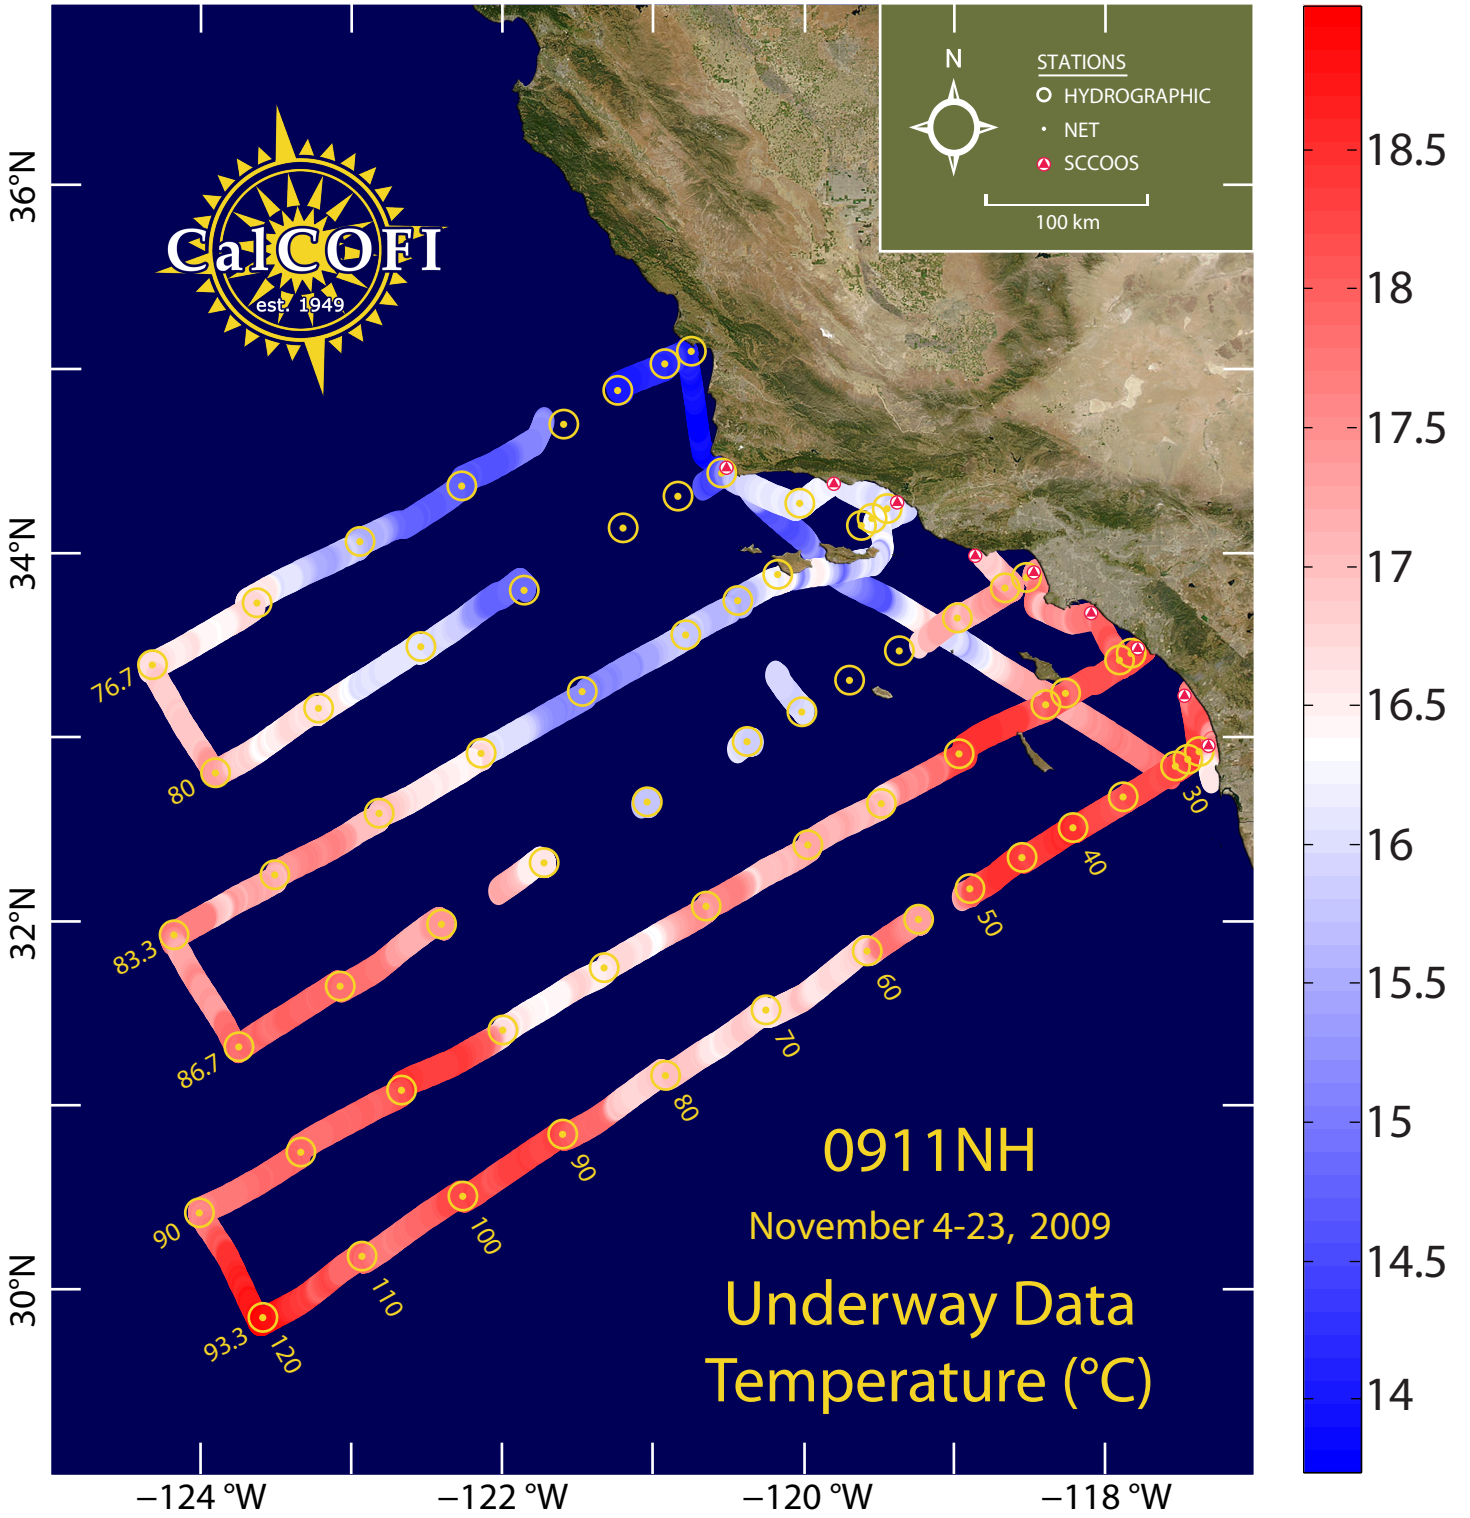 N
STATIONS
HYDROGRAPHIC
NET
SCCOOS
100 km
CalCOFI
est. 1949
36°N
34°N
32°N
30°N
76.7
80
83.3
86.7
90
93.3
30
40
50
60
70
80
90
100
110
120
0911NH
November 4-23, 2009
Underway Data
Temperature (°C)
−124 °W
−122 °W
−120 °W
−118 °W
18.5
18
17.5
17
16.5
16
15.5
15
14.5
14